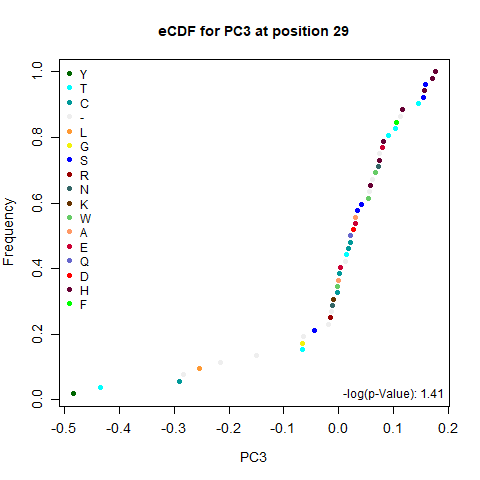 eCDF for PC3 at position 29
Frequency
1.0
0.8
0.6
0.4
0.2
0.0
Y
T
C
-
L
G
S
R
N
K
W
A
E
Q
D
H
F
-log(p-Value): 1.41
-0.5
-0.4
-0.3
-0.2
-0.1
0.0
0.1
0.2
PC3